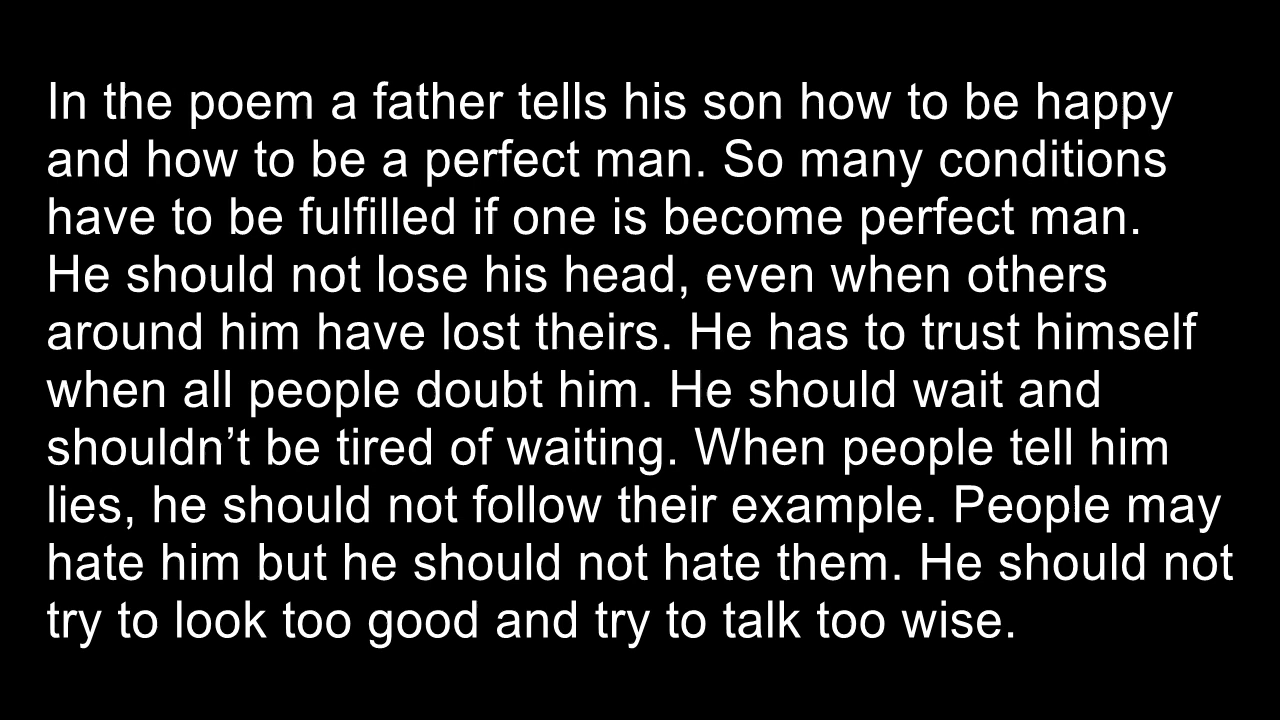 In the poem a father tells his son how to be happy
and how to be a perfect man. So many conditions
have to be fulfilled if one is become perfect man.
He should not lose his head, even when others
around him have lost theirs. He has to trust himself
when all people doubt him. He should wait and
shouldn’t be tired of waiting. When people tell him
lies, he should not follow their example. People may
hate him but he should not hate them. He should not
try to look too good and try to talk too wise.